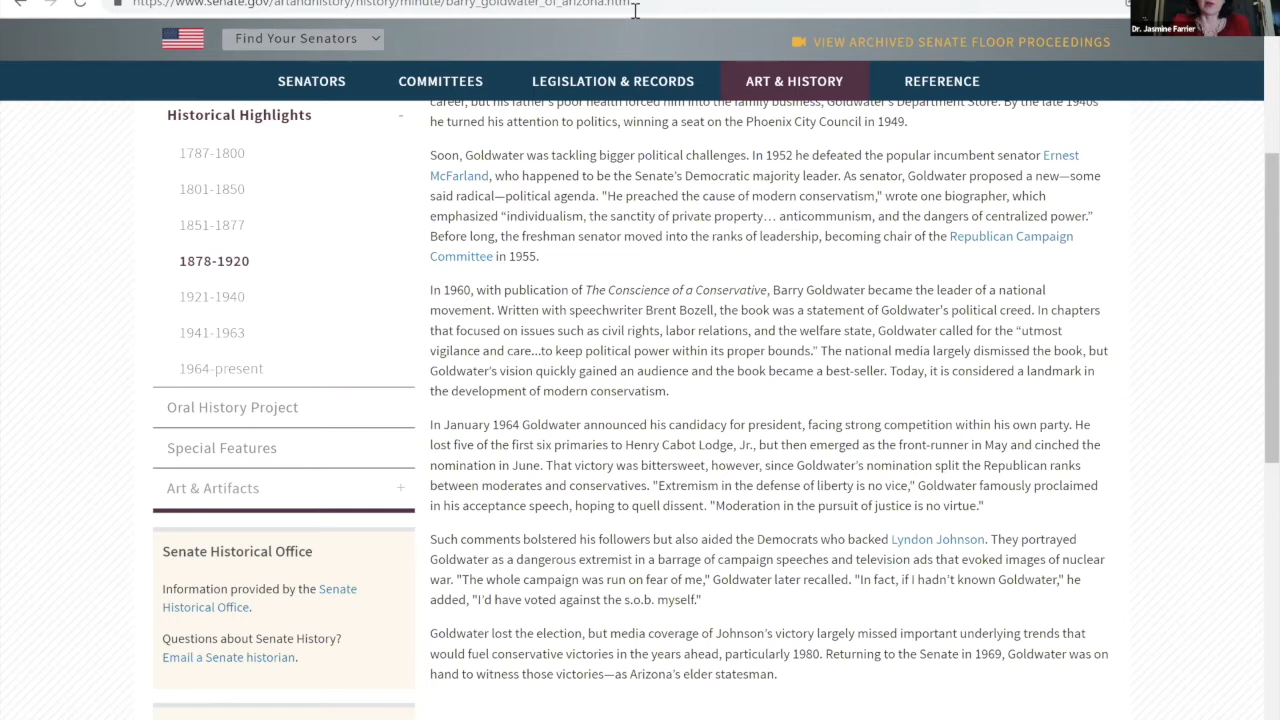 https://www.senate.gov/artandhistory/history/minute/barry_goldwater_of_arizona.htm
Dr. Jasmine Farrier
Find Your Senators
VIEW ARCHIVED SENATE FLOOR PROCEEDINGS
SENATORS COMMITTEES LEGISLATION & RECORDS ART & HISTORY REFERENCE
Historical Highlights -
1787-1800
1801-1850
1851-1877
1878-1920
1921-1940
1941-1963
1964-present
Oral History Project
Special Features
Art & Artifacts +
Senate Historical Office
Information provided by the Senate
Historical Office.
Questions about Senate History?
Email a Senate historian.
career, but his father's poor health forced him into the family business, Goldwater's Department Store. By the late 1940s
he turned his attention to politics, winning a seat on the Phoenix City Council in 1949.
Soon, Goldwater was tackling bigger political challenges. In 1952 he defeated the popular incumbent senator Ernest
McFarland, who happened to be the Senate's Democratic majority leader. As senator, Goldwater proposed a new—some
said radical—political agenda. "He preached the cause of modern conservatism," wrote one biographer, which
emphasized “individualism, the sanctity of private property… anticommunism, and the dangers of centralized power.”
Before long, the freshman senator moved into the ranks of leadership, becoming chair of the Republican Campaign
Committee in 1955.
In 1960, with publication of The Conscience of a Conservative, Barry Goldwater became the leader of a national
movement. Written with speechwriter Brent Bozell, the book was a statement of Goldwater's political creed. In chapters
that focused on issues such as civil rights, labor relations, and the welfare state, Goldwater called for the “utmost
vigilance and care...to keep political power within its proper bounds.” The national media largely dismissed the book, but
Goldwater's vision quickly gained an audience and the book became a best-seller. Today, it is considered a landmark in
the development of modern conservatism.
In January 1964 Goldwater announced his candidacy for president, facing strong competition within his own party. He
lost five of the first six primaries to Henry Cabot Lodge, Jr., but then emerged as the front-runner in May and cinched the
nomination in June. That victory was bittersweet, however, since Goldwater's nomination split the Republican ranks
between moderates and conservatives. "Extremism in the defense of liberty is no vice," Goldwater famously proclaimed
in his acceptance speech, hoping to quell dissent. "Moderation in the pursuit of justice is no virtue."
Such comments bolstered his followers but also aided the Democrats who backed Lyndon Johnson. They portrayed
Goldwater as a dangerous extremist in a barrage of campaign speeches and television ads that evoked images of nuclear
war. "The whole campaign was run on fear of me," Goldwater later recalled. "In fact, if I hadn't known Goldwater," he
added, "I'd have voted against the s.o.b. myself."
Goldwater lost the election, but media coverage of Johnson's victory largely missed important underlying trends that
would fuel conservative victories in the years ahead, particularly 1980. Returning to the Senate in 1969, Goldwater was on
hand to witness those victories—as Arizona's elder statesman.